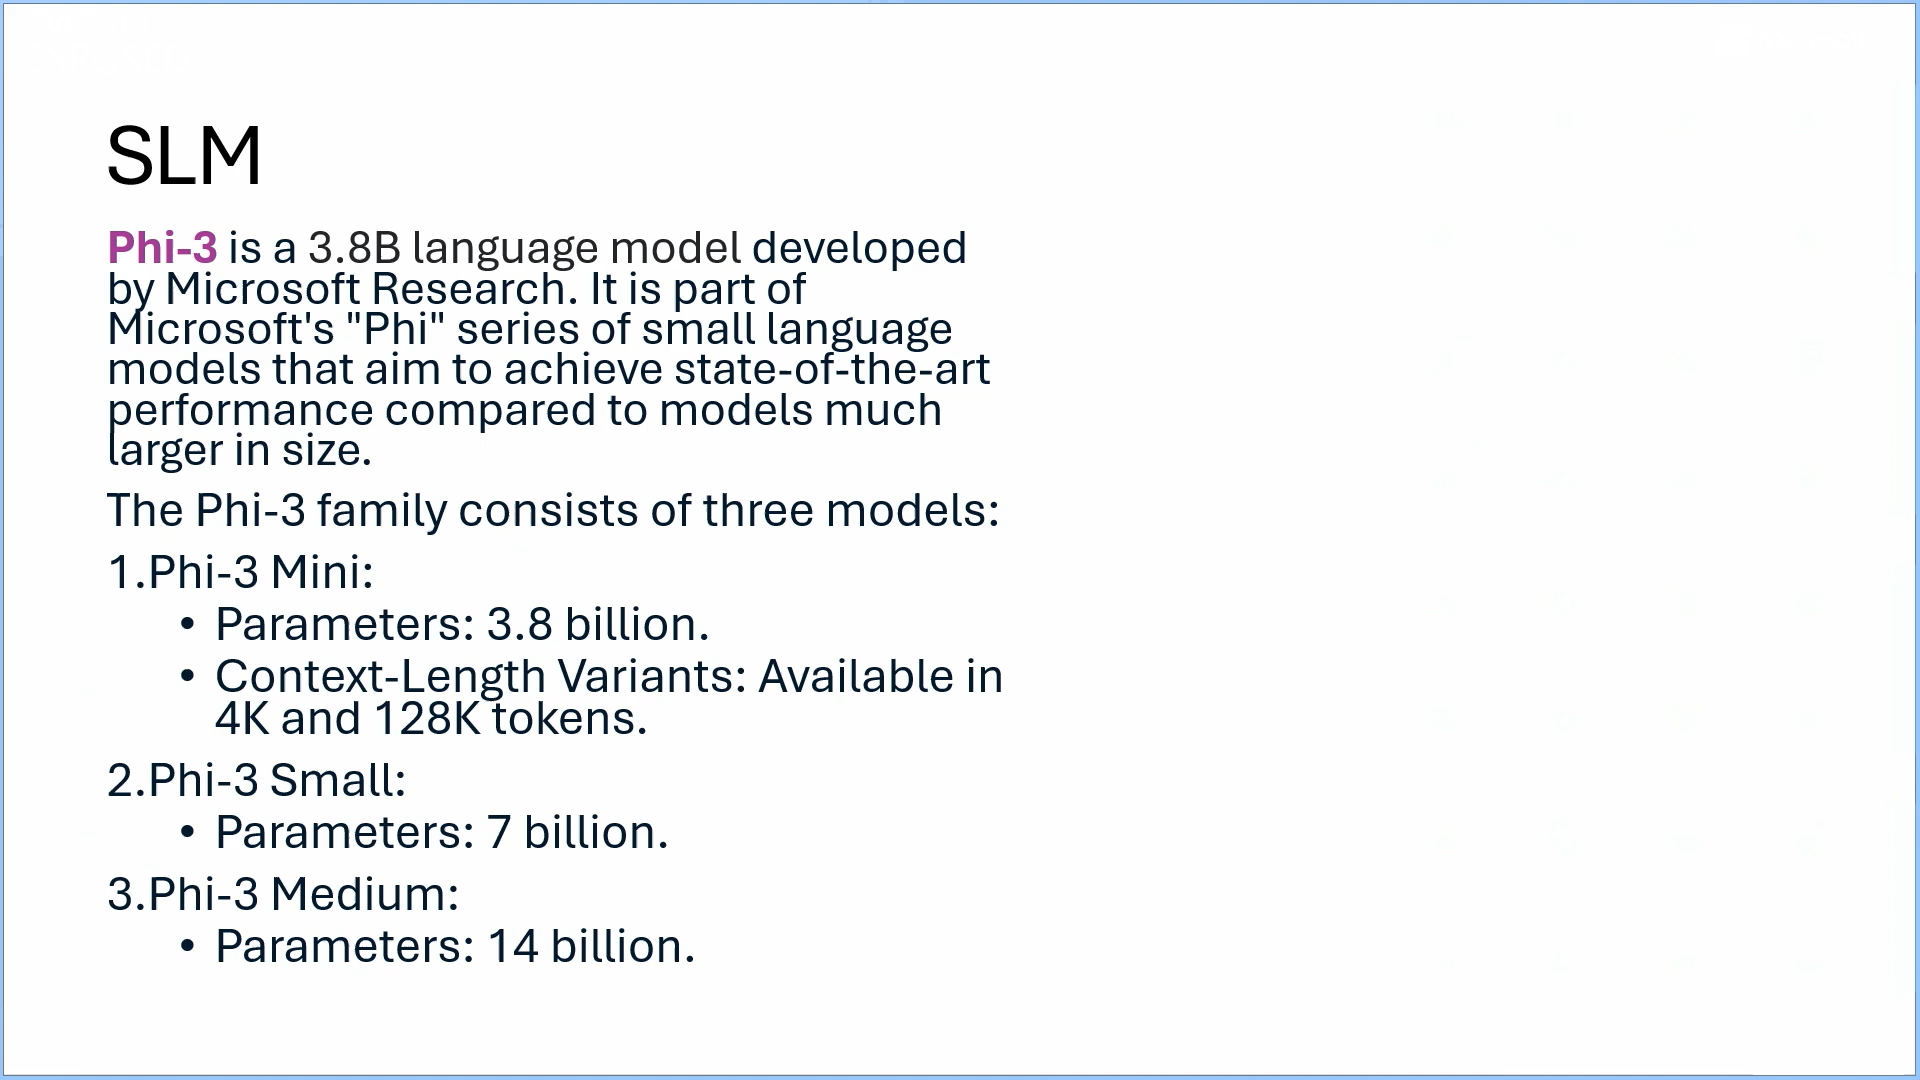 SLM
Phi-3 is a 3.8B language model developed
by Microsoft Research. It is part of
Microsoft's "Phi" series of small language
models that aim to achieve state-of-the-art
performance compared to models much
larger in size.
The Phi-3 family consists of three models:
1.Phi-3 Mini:
• Parameters: 3.8 billion.
• Context-Length Variants: Available in
4K and 128K tokens.
2.Phi-3 Small:
• Parameters: 7 billion.
3.Phi-3 Medium:
• Parameters: 14 billion.